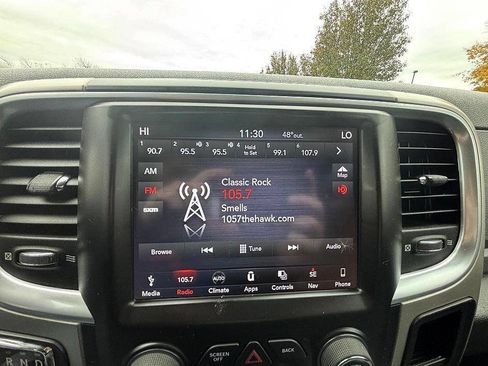 HI 11:30 48°out. LO
1 90.7 2 95.5 3 95.5 4 Hold to Set 5 99.1 6 107.9
AM
Map
Classic Rock
FM
105.7
Smells
sxm
1057thehawk.com
Browse Tune Audio
105.7 AUTO SE
Media Radio Climate Apps Controls Nav Phone
R N D
SCREEN OFF BACK